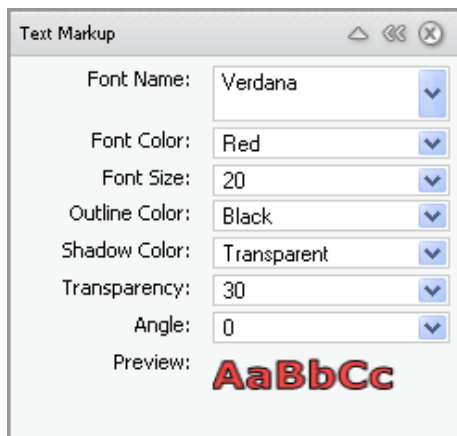 Text Markup
Font Name: Verdana
Font Color: Red
Font Size: 20
Outline Color: Black
Shadow Color: Transparent
Transparency: 30
Angle: 0
Preview: AaBbCc